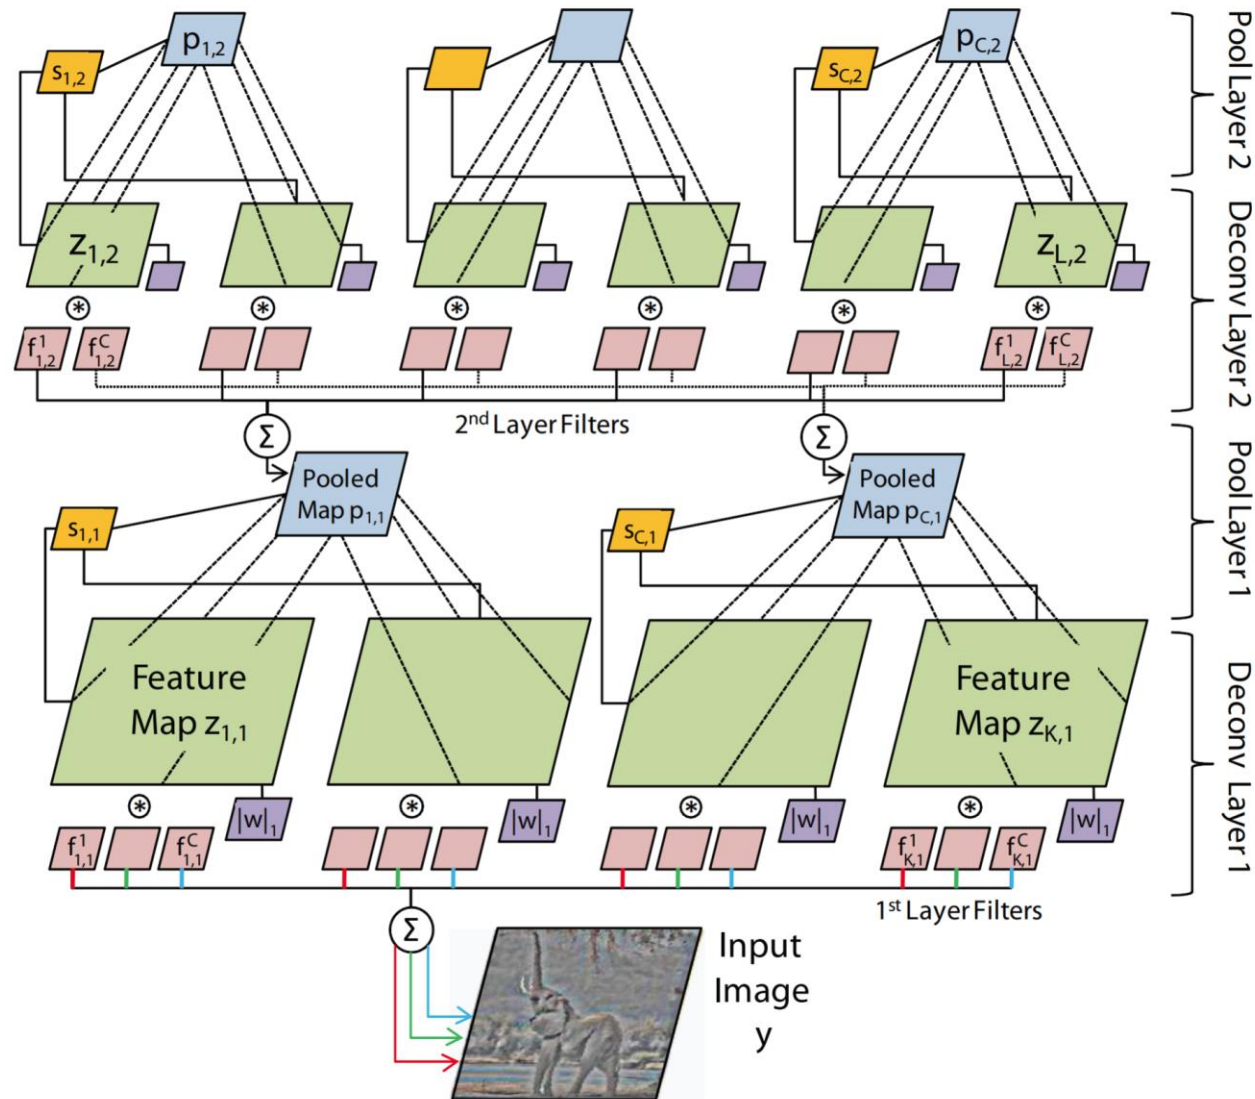 p1,2
pC,2
s1,2
sC,2
Pool Layer 2
z1,2
zL,2
⊛ ⊛ ⊛ ⊛ ⊛ ⊛
f¹1,2 fC1,2
f¹L,2 fCL,2
Deconv Layer 2
2nd Layer Filters
Σ Σ
Pooled
Map p1,1
Pooled
Map pC,1
s1,1
sC,1
Pool Layer 1
Feature
Map z1,1
Feature
Map zK,1
⊛ ⊛ ⊛ ⊛
|w|1 |w|1 |w|1 |w|1
f¹1,1 fC1,1
f¹K,1 fCK,1
Deconv Layer 1
1st Layer Filters
Σ
Input
Image
y